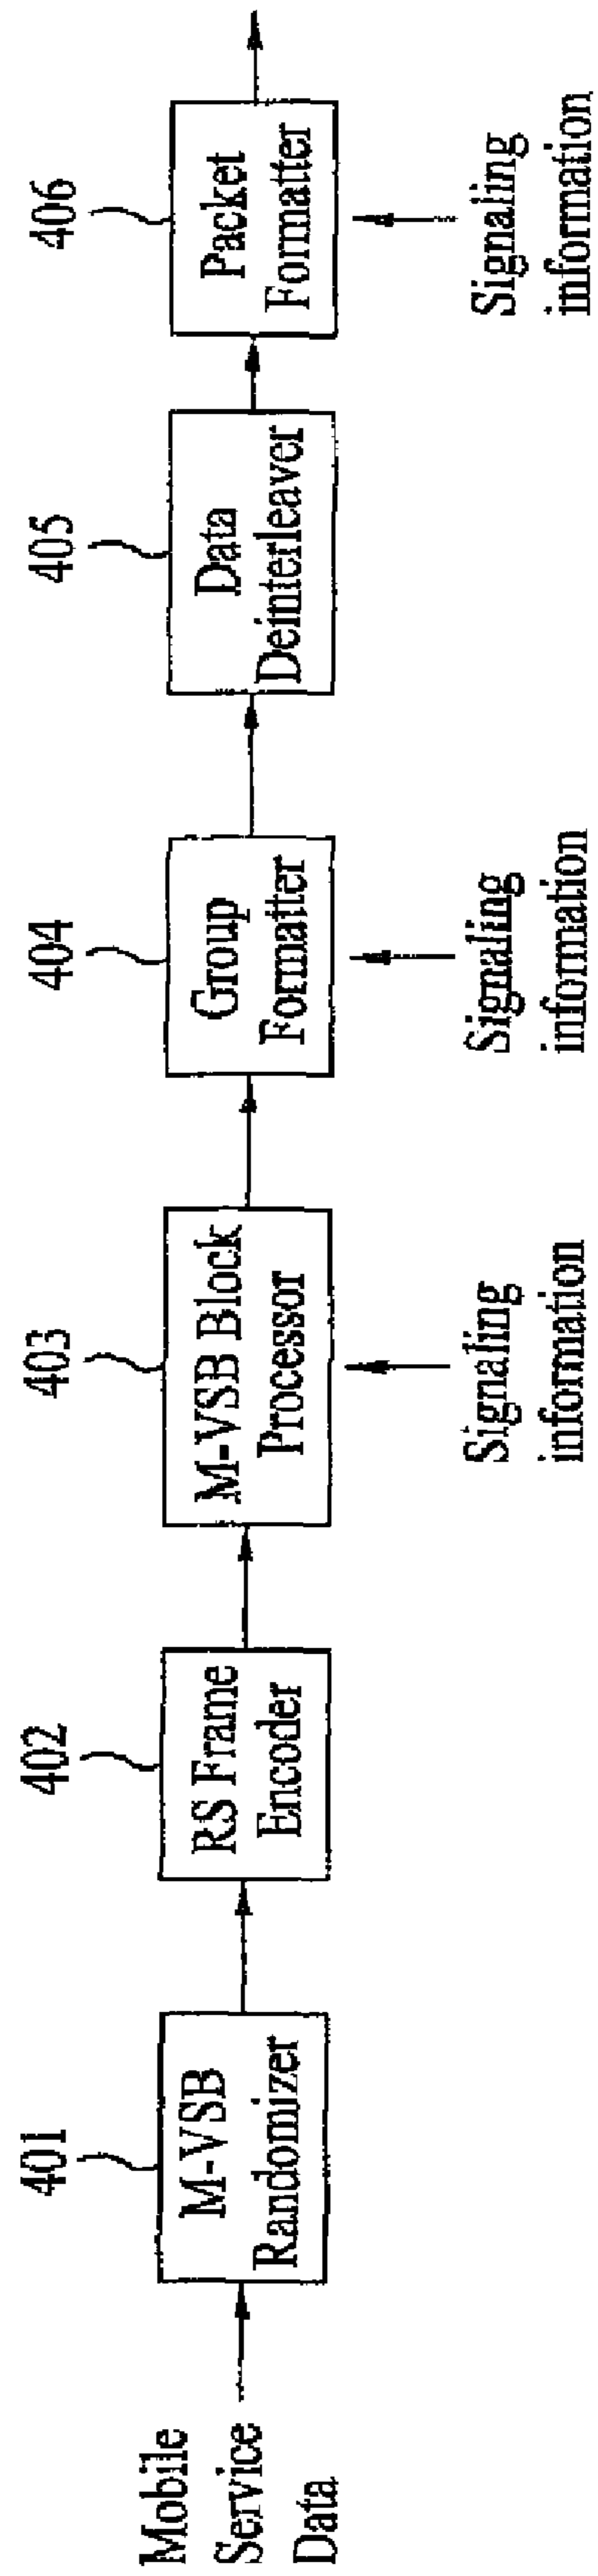 Mobile
Service
Data
401
M-VSB
Randomizer
402
RS Frame
Encoder
403
M-VSB Block
Processor
Signaling
information
404
Group
Formatter
Signaling
information
405
Data
Deinterleaver
406
Packet
Formatter
Signaling
information